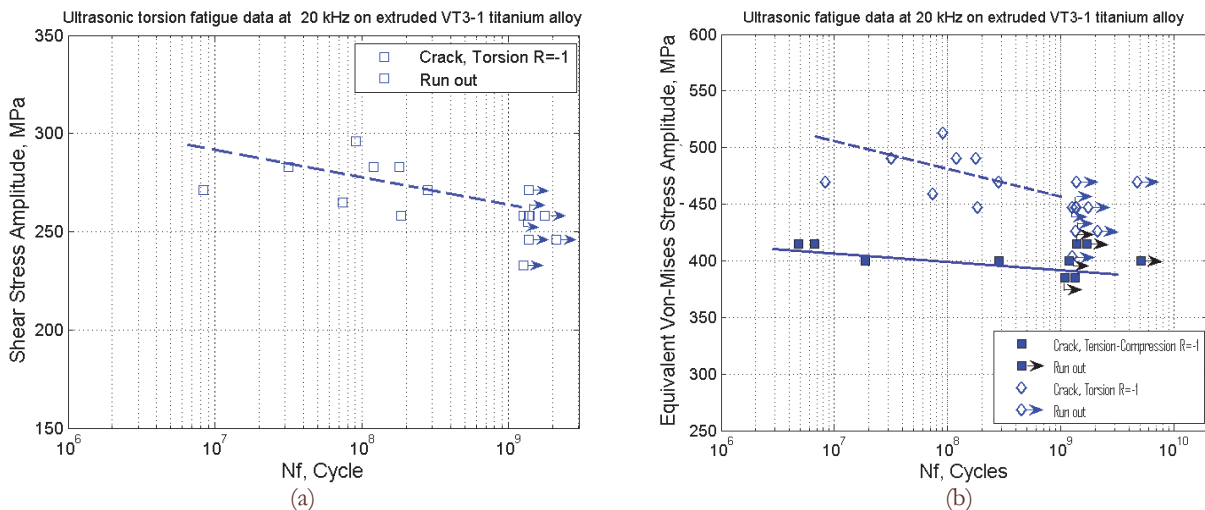 Ultrasonic torsion fatigue data at 20 kHz on extruded VT3-1 titanium alloy
350
300
250
200
150
Shear Stress Amplitude, MPa
Crack, Torsion R=-1
Run out
10^6
10^7
10^8
10^9
Nf, Cycle
(a)
Ultrasonic fatigue data at 20 kHz on extruded VT3-1 titanium alloy
600
550
500
450
400
350
300
250
Equivalent Von-Mises Stress Amplitude, MPa
Crack, Tension-Compression R=-1
Run out
Crack, Torsion R=-1
Run out
10^6
10^7
10^8
10^9
10^10
Nf, Cycles
(b)